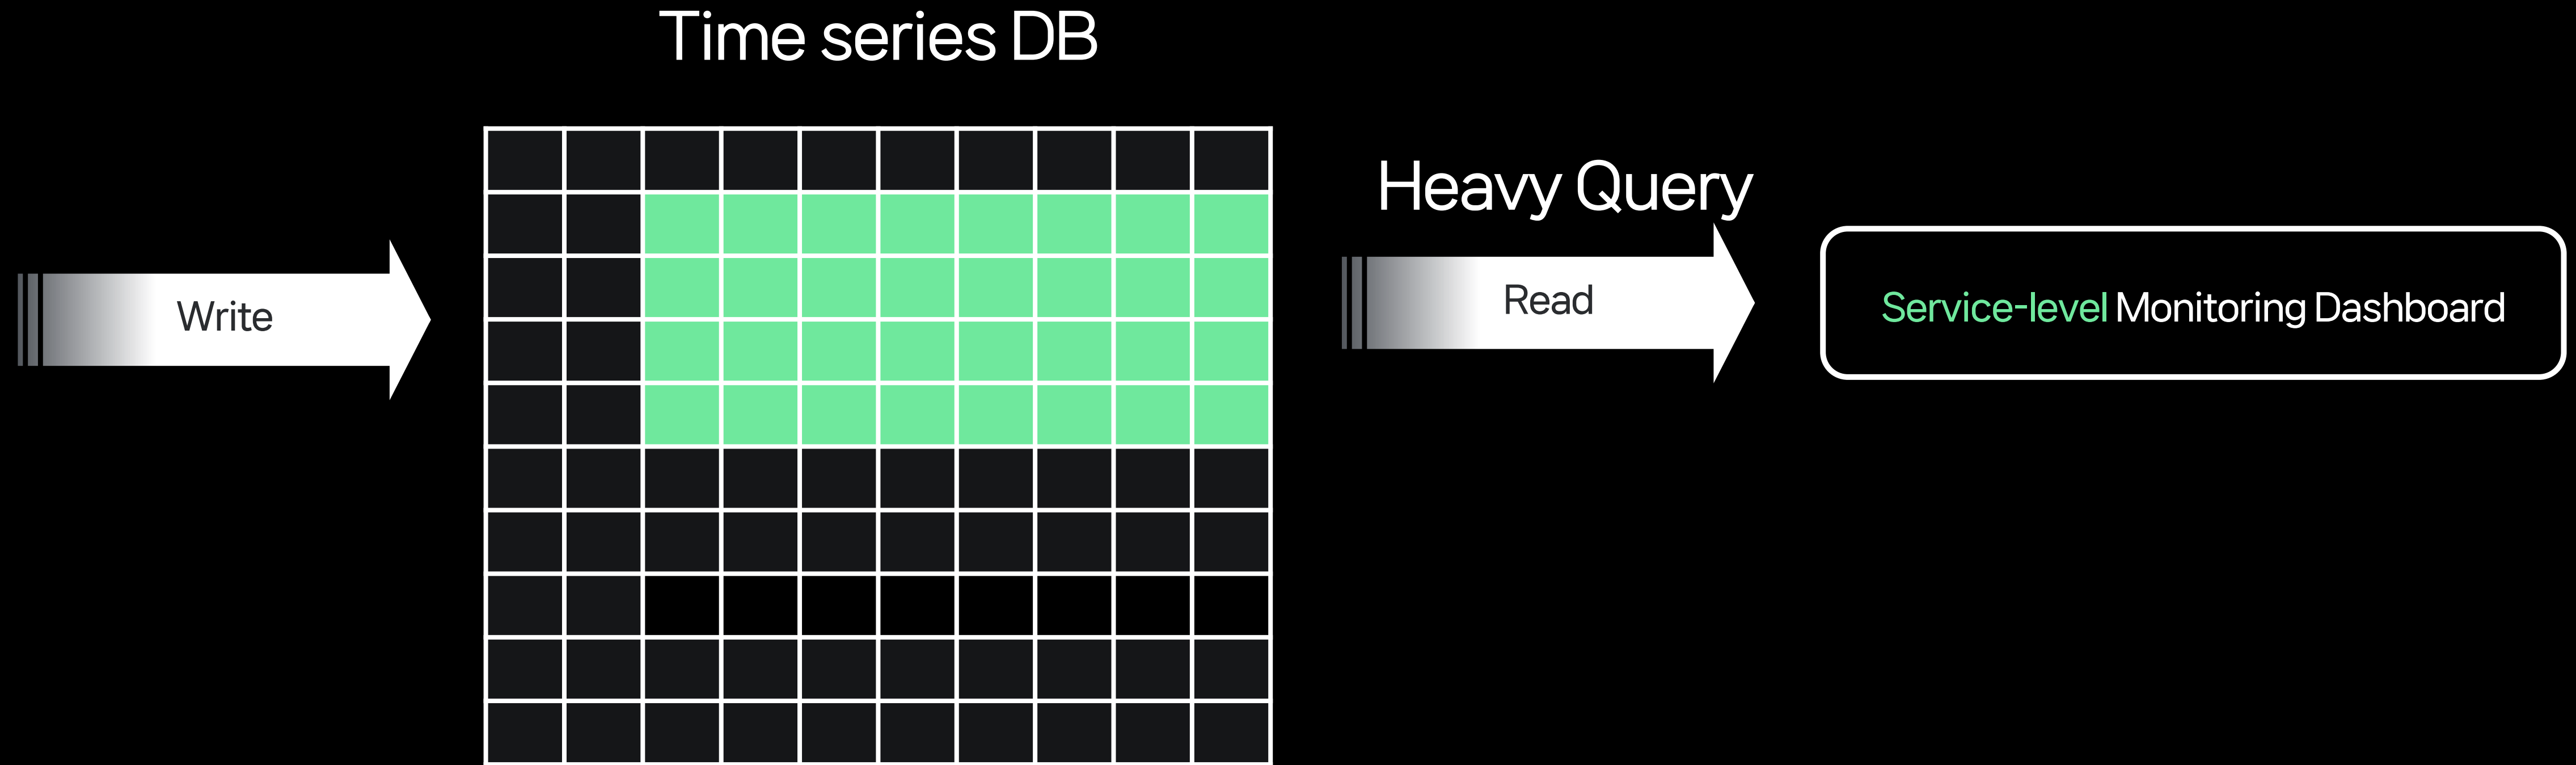 Time series DB
Heavy Query
Write
Read
Service-level Monitoring Dashboard